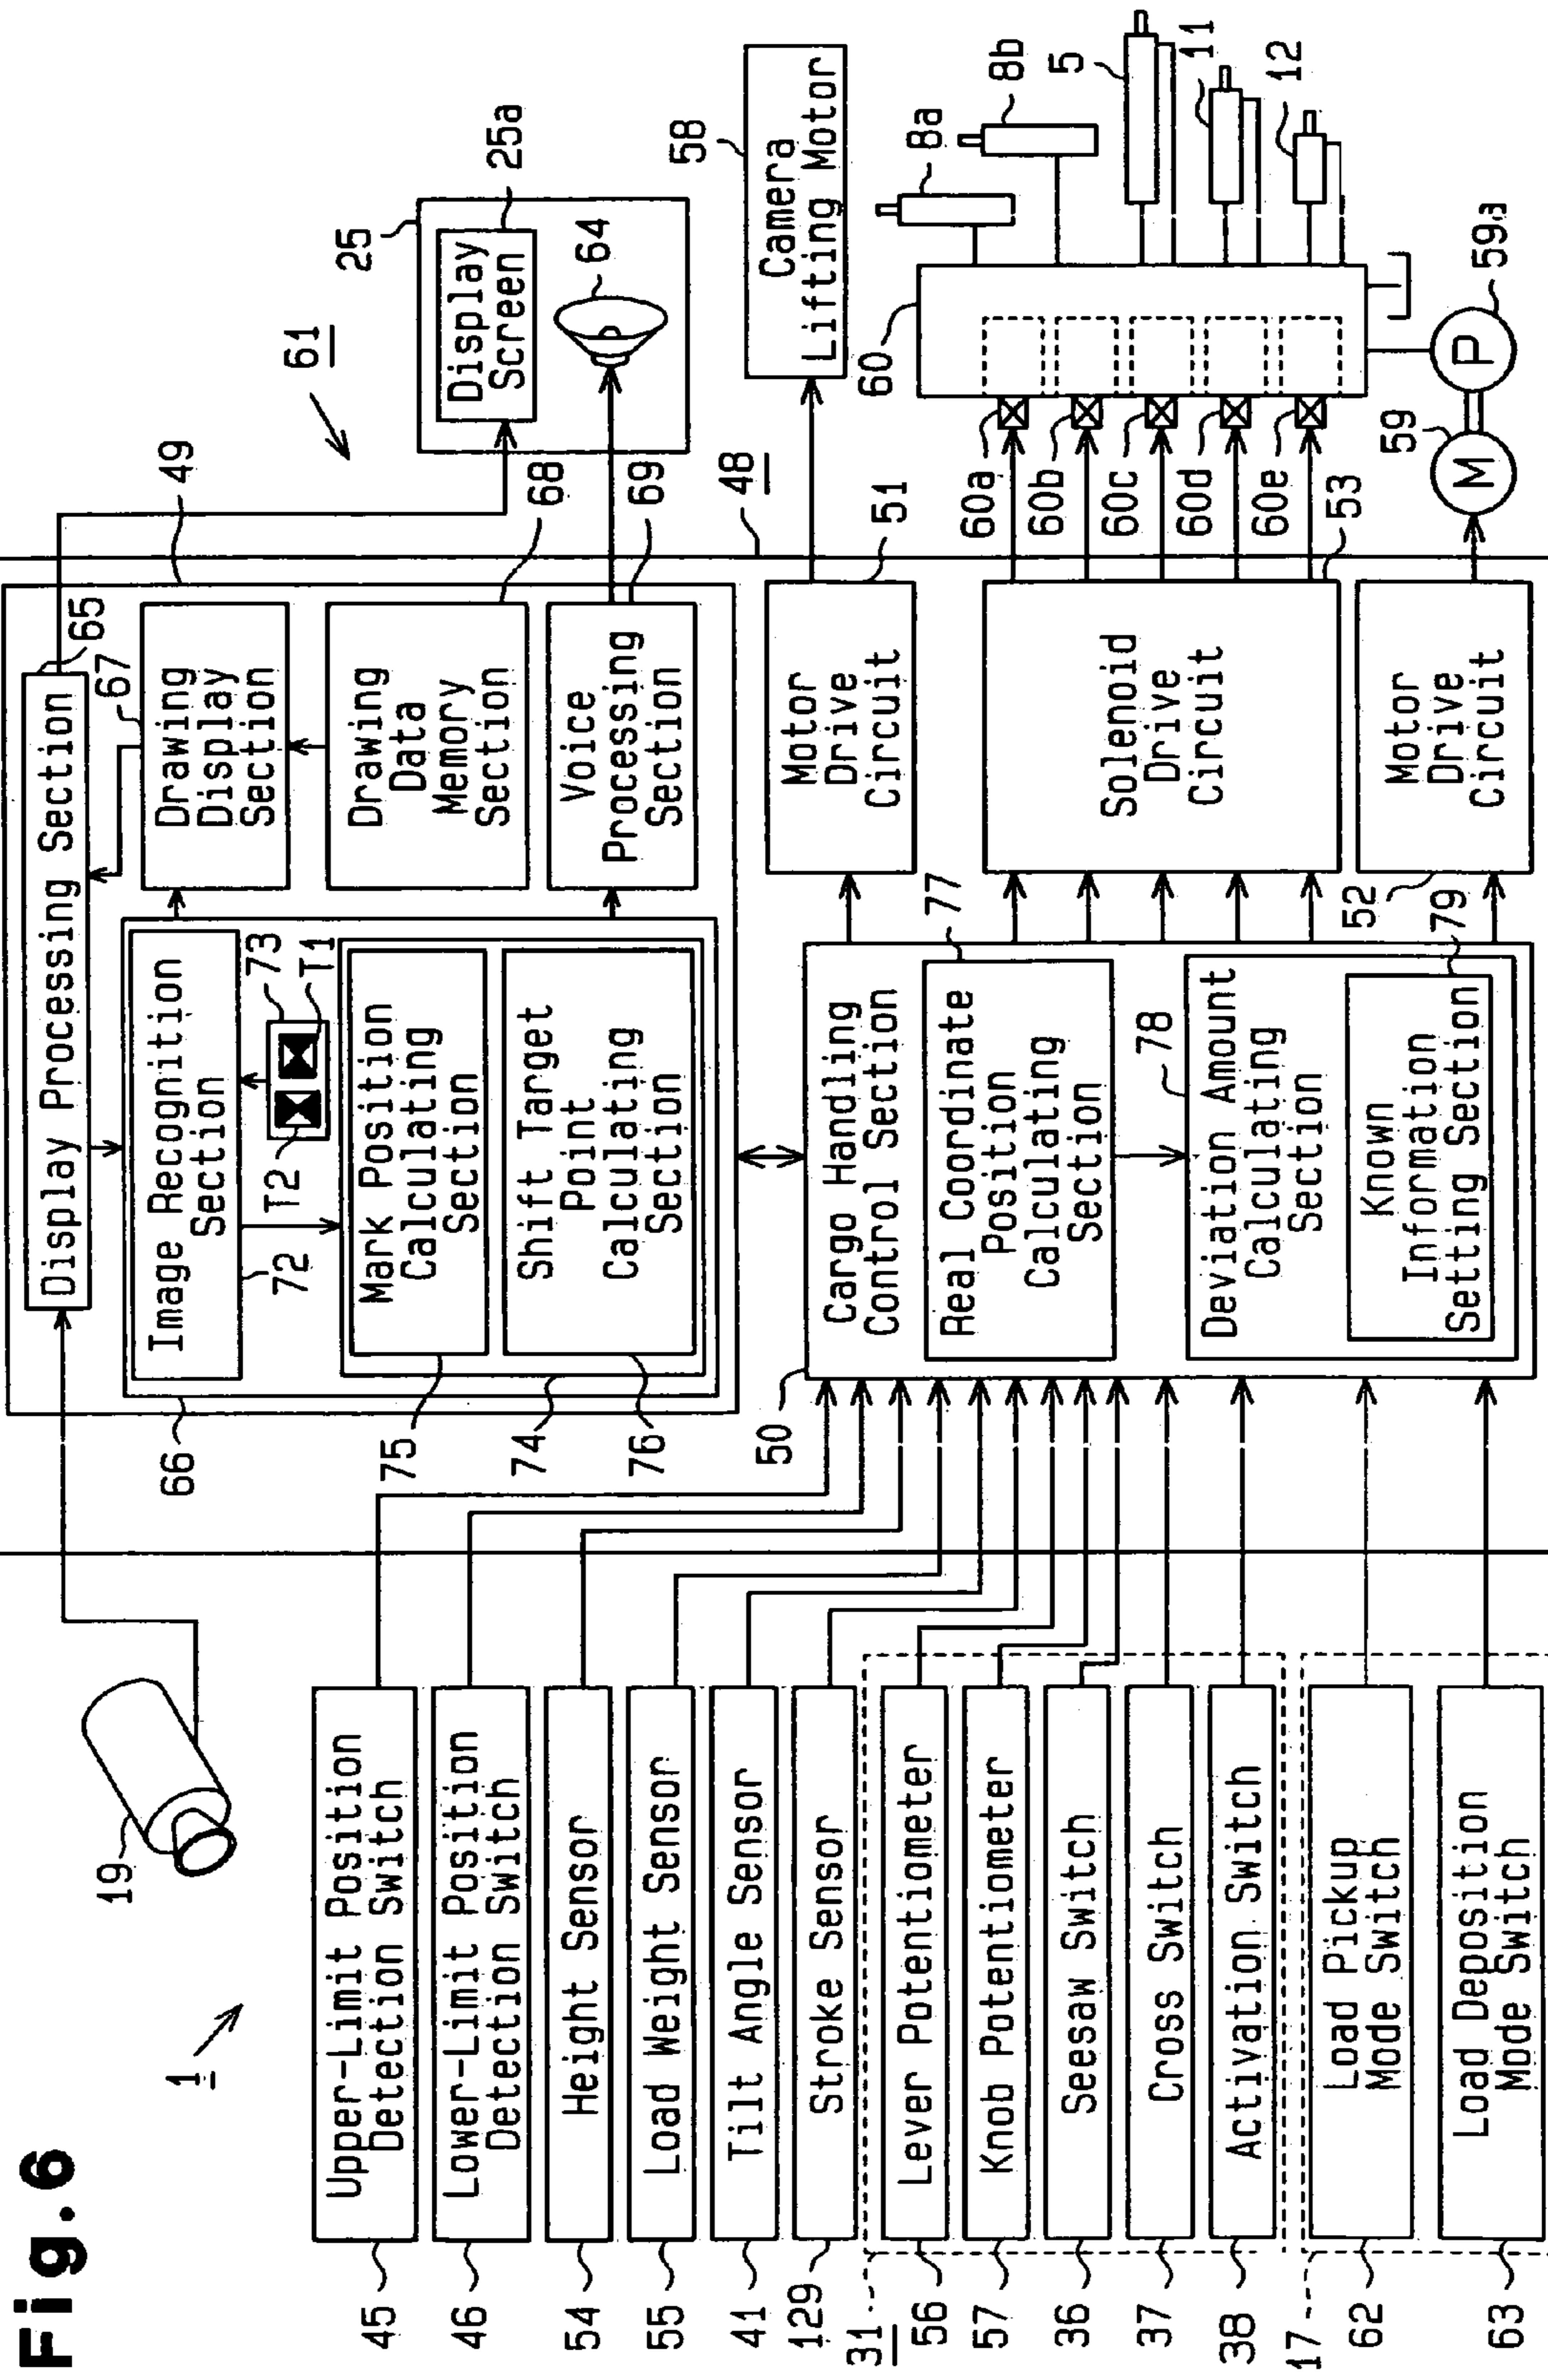 Fig.6
1
19
45
Upper-Limit Position
Detection Switch
46
Lower-Limit Position
Detection Switch
54
Height Sensor
55
Load Weight Sensor
41
Tilt Angle Sensor
129
Stroke Sensor
31
56
Lever Potentiometer
57
Knob Potentiometer
36
Seesaw Switch
37
Cross Switch
38
Activation Switch
17
62
Load Pickup
Mode Switch
63
Load Deposition
Mode Switch
61
48
49
65
Display Processing Section
66
Image Recognition
Section
72
73
T2
T1
74
75
Mark Position
Calculating
Section
76
Shift Target
Point
Calculating
Section
67
Drawing
Display
Section
68
Drawing
Data
Memory
Section
69
Voice
Processing
Section
50
Cargo Handling
Control Section
77
Real Coordinate
Position
Calculating
Section
78
Deviation Amount
Calculating
Section
79
Known
Information
Setting Section
51
Motor
Drive
Circuit
53
Solenoid
Drive
Circuit
52
Motor
Drive
Circuit
25
25a
Display
Screen
64
58
Camera
Lifting Motor
60
60a
60b
60c
60d
60e
8a
8b
5
11
12
59
M
59a
P